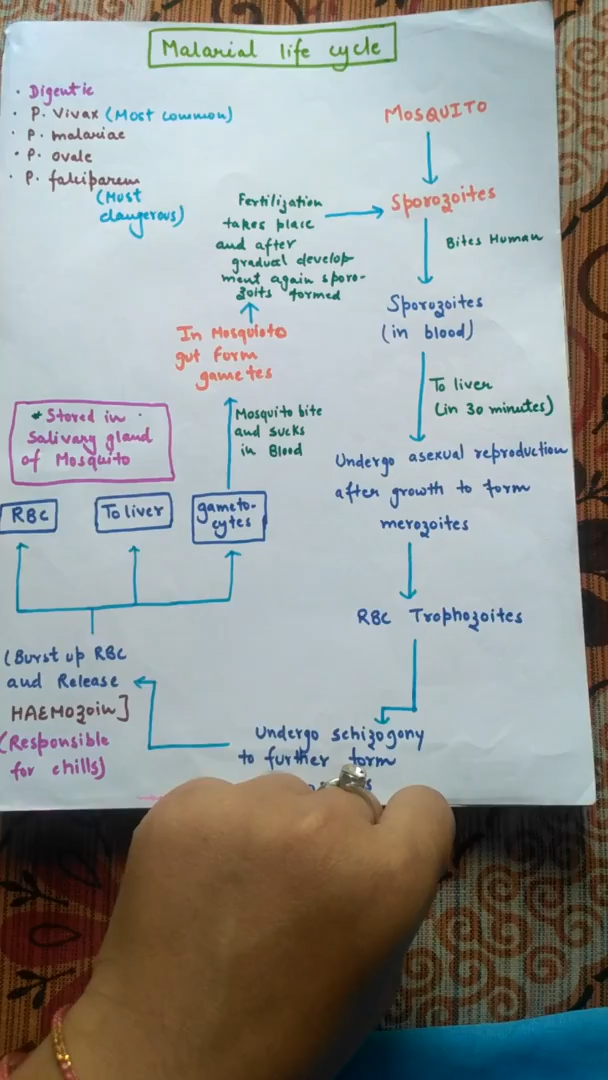 Malarial life cycle
• Digentic
• P. Vivax (Most common)
• P. malariae
• P. ovale
• P. falciparem
(Most
dangerous)
MOSQUITO
Sporozoites
Bites Human
Sporozoites
(in blood)
To liver
(in 30 minutes)
Undergo asexual reproduction
after growth to form
merozoites
RBC Trophozoites
Undergo schizogony
to further form
(Burst up RBC
and Release
HAEMOZOIN]
(Responsible
for chills)
RBC
To liver
gameto-
cytes
* Stored in
Salivary gland
of Mosquito
Mosquito bite
and sucks
in Blood
In Mosquioto
gut form
gametes
Fertilization
takes place
and after
gradual develop-
ment again sporo-
zoits formed